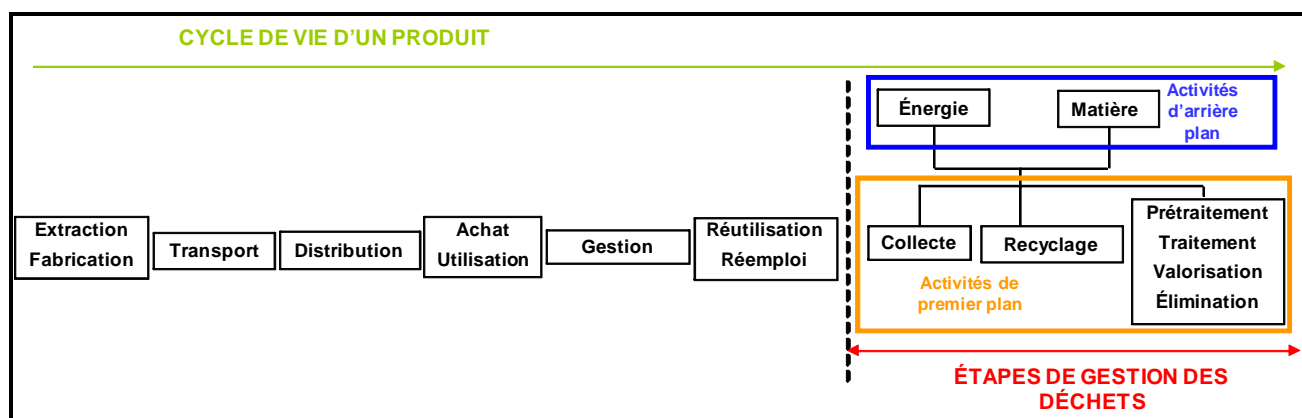 CYCLE DE VIE D'UN PRODUIT
Énergie
Matière
Activités
d'arrière
plan
Extraction
Fabrication
Transport
Distribution
Achat
Utilisation
Gestion
Réutilisation
Réemploi
Collecte
Recyclage
Prétraitement
Traitement
Valorisation
Élimination
Activités de
premier plan
ÉTAPES DE GESTION DES
DÉCHETS